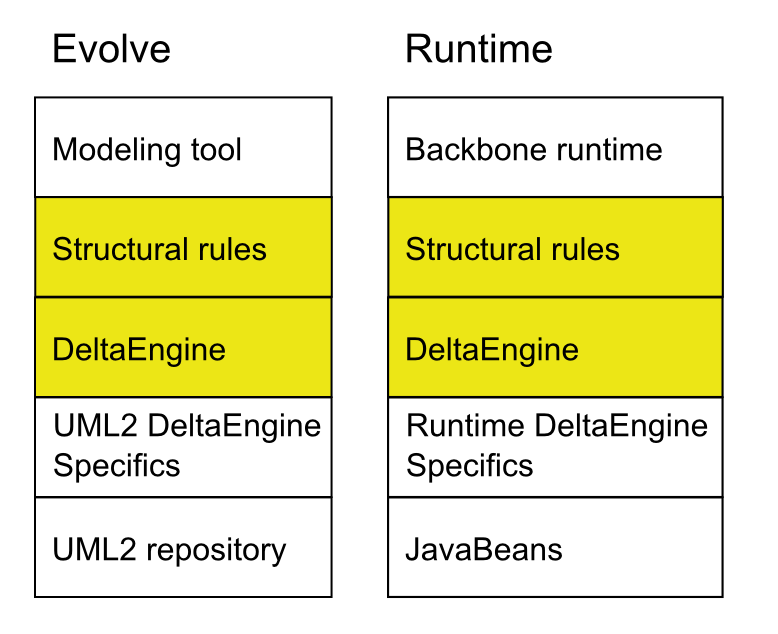 Evolve
Modeling tool
Structural rules
DeltaEngine
UML2 DeltaEngine
Specifics
UML2 repository
Runtime
Backbone runtime
Structural rules
DeltaEngine
Runtime DeltaEngine
Specifics
JavaBeans